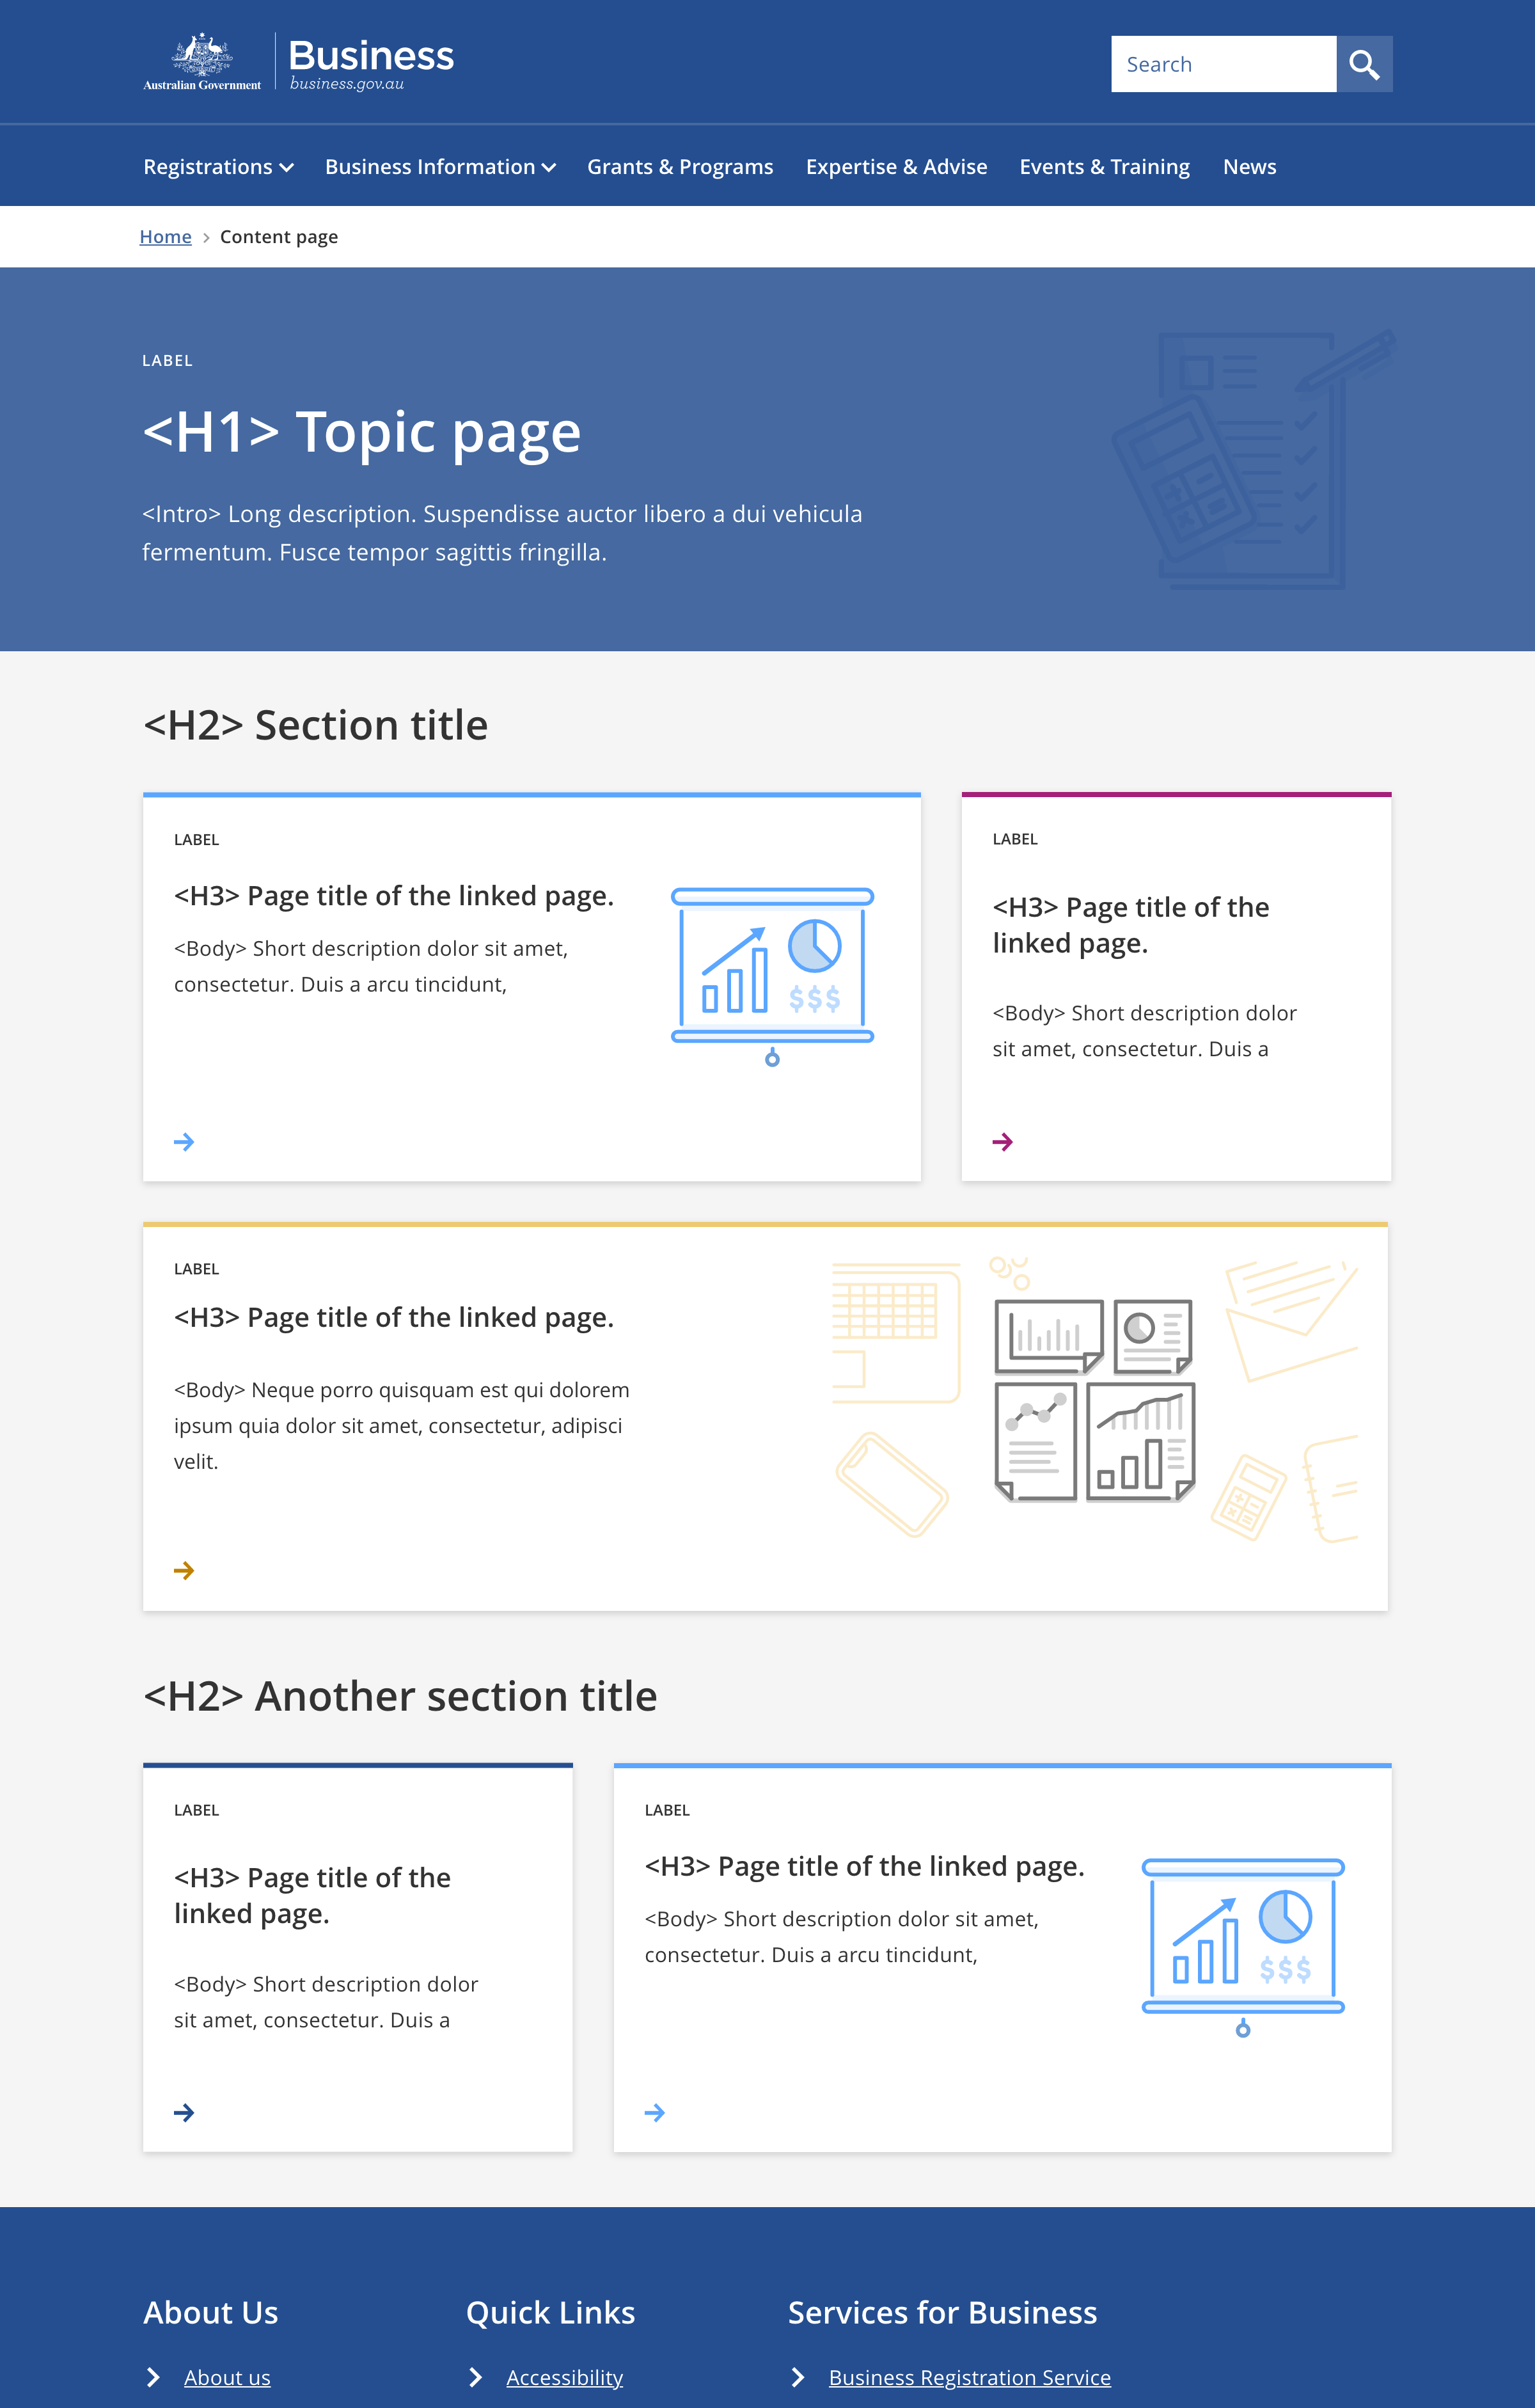 Australian Government
Business
business.gov.au
Search
Registrations
Business Information
Grants & Programs
Expertise & Advise
Events & Training
News
Home
Content page
LABEL
<H1> Topic page
<Intro> Long description. Suspendisse auctor libero a dui vehicula
fermentum. Fusce tempor sagittis fringilla.
<H2> Section title
LABEL
<H3> Page title of the linked page.
<Body> Short description dolor sit amet,
consectetur. Duis a arcu tincidunt,
$$$
LABEL
<H3> Page title of the
linked page.
<Body> Short description dolor
sit amet, consectetur. Duis a
LABEL
<H3> Page title of the linked page.
<Body> Neque porro quisquam est qui dolorem
ipsum quia dolor sit amet, consectetur, adipisci
velit.
<H2> Another section title
LABEL
<H3> Page title of the
linked page.
<Body> Short description dolor
sit amet, consectetur. Duis a
LABEL
<H3> Page title of the linked page.
<Body> Short description dolor sit amet,
consectetur. Duis a arcu tincidunt,
$$$
About Us
About us
Quick Links
Accessibility
Services for Business
Business Registration Service